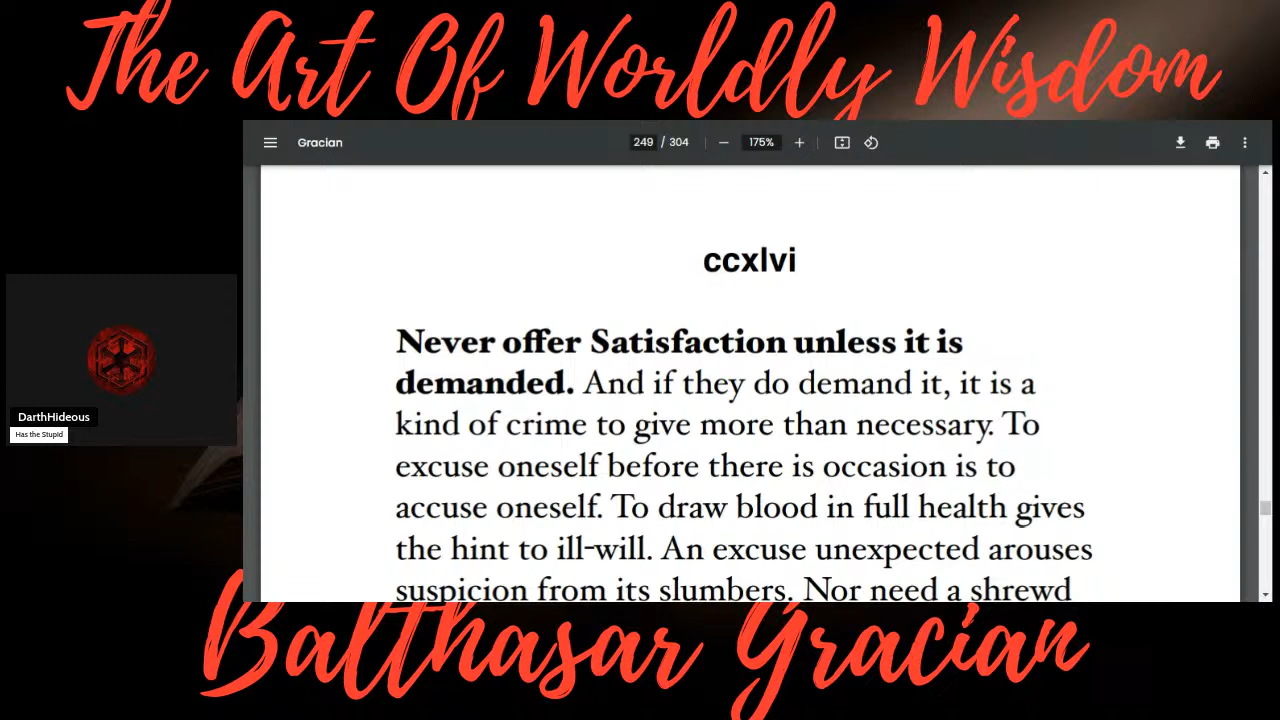 The Art Of Worldly Wisdom
Gracian
249 / 304
175%
ccxlvi
Never offer Satisfaction unless it is
demanded. And if they do demand it, it is a
kind of crime to give more than necessary. To
excuse oneself before there is occasion is to
accuse oneself. To draw blood in full health gives
the hint to ill-will. An excuse unexpected arouses
suspicion from its slumbers. Nor need a shrewd
DarthHideous
Has the Stupid
Balthasar Gracian